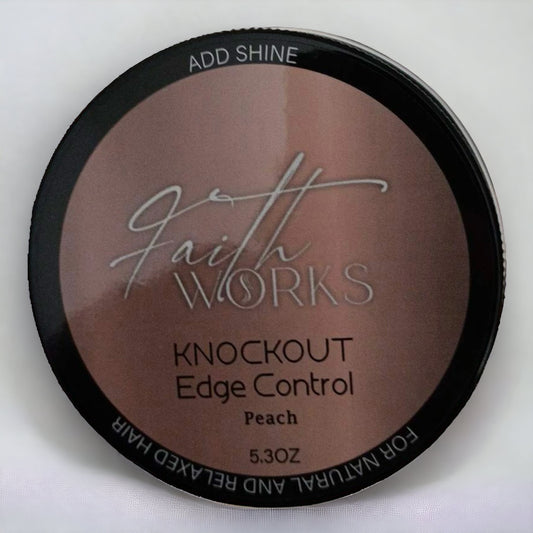 ADD SHINE
Faith
WORKS
KNOCKOUT
Edge Control
Peach
5.3OZ
FOR NATURAL AND RELAXED HAIR